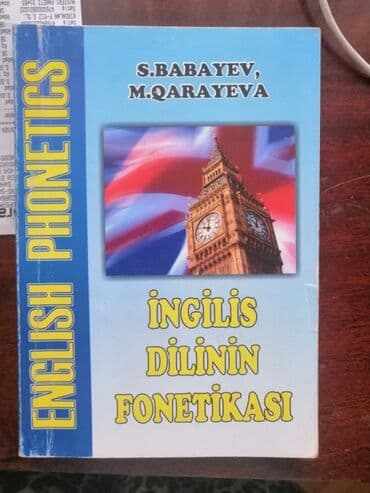 S.BABAYEV,
M.QARAYEVA
ENGLISH PHONETICS
İNGİLİS
DİLİNİN
FONETİKASI